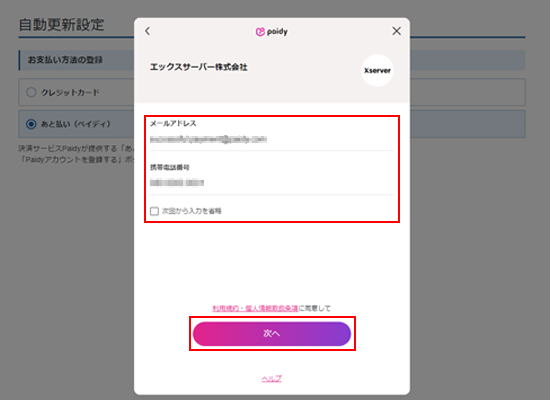 自動更新設定
お支払い方法の登録
クレジットカード
あと払い（ペイディ）
決済サービスPaidyが提供する「あと
「Paidyアカウントを登録する」ボ
paidy
エックスサーバー株式会社
Xserver
メールアドレス
携帯電話番号
次回から入力を省略
利用規約・個人情報取扱条項に同意して
次へ
ヘルプ